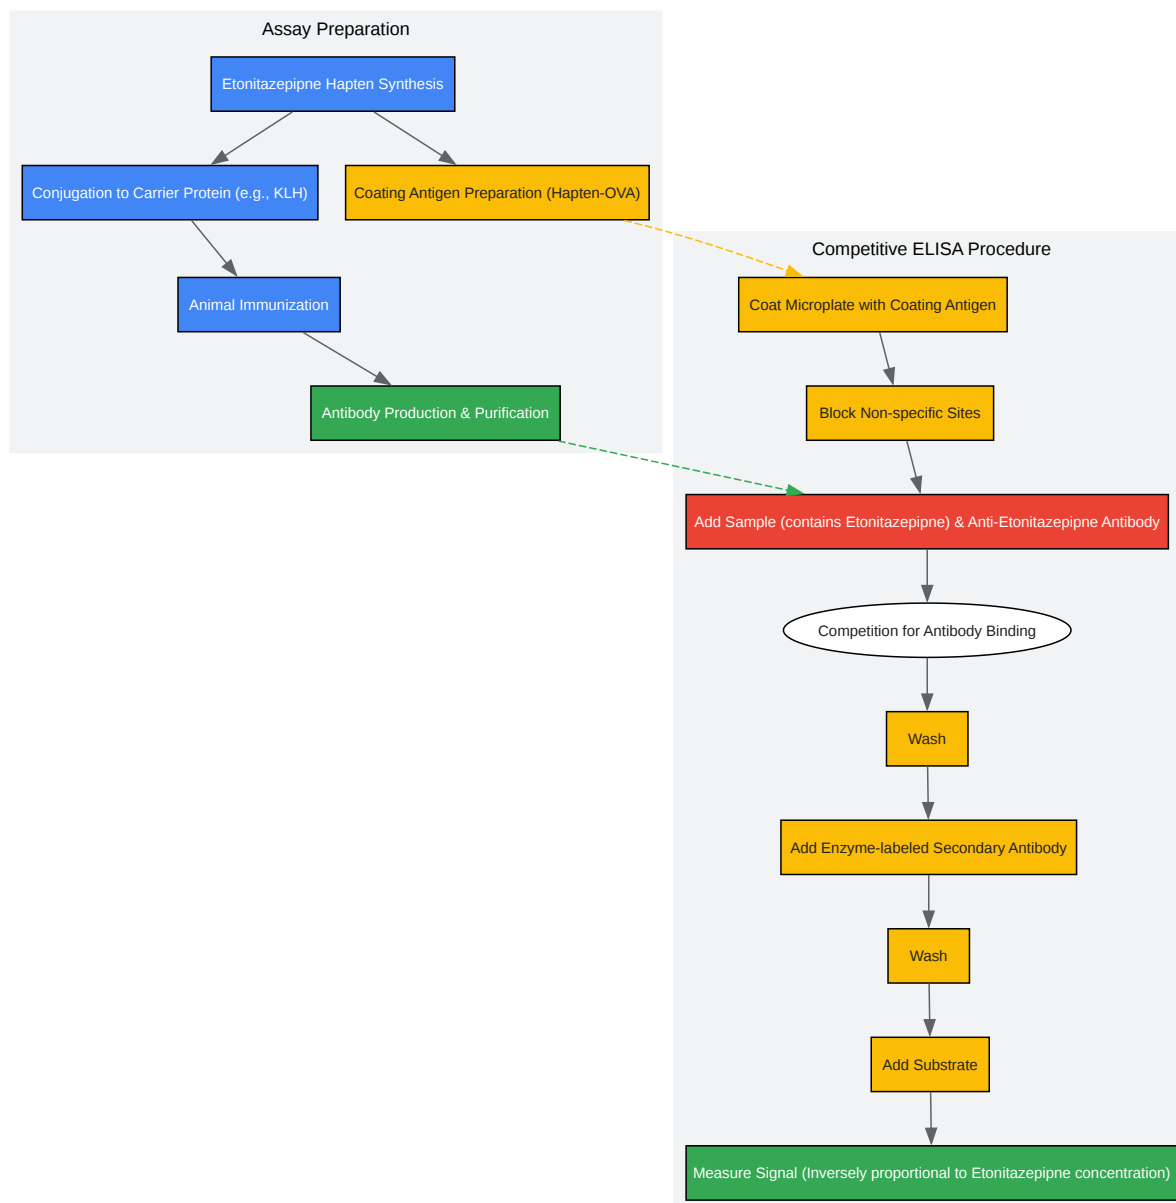 Assay Preparation
Etonitazepipne Hapten Synthesis
Conjugation to Carrier Protein (e.g., KLH)
Coating Antigen Preparation (Hapten-OVA)
Animal Immunization
Antibody Production & Purification
Competitive ELISA Procedure
Coat Microplate with Coating Antigen
Block Non-specific Sites
Add Sample (contains Etonitazepipne) & Anti-Etonitazepipne Antibody
Competition for Antibody Binding
Wash
Add Enzyme-labeled Secondary Antibody
Wash
Add Substrate
Measure Signal (Inversely proportional to Etonitazepipne concentration)